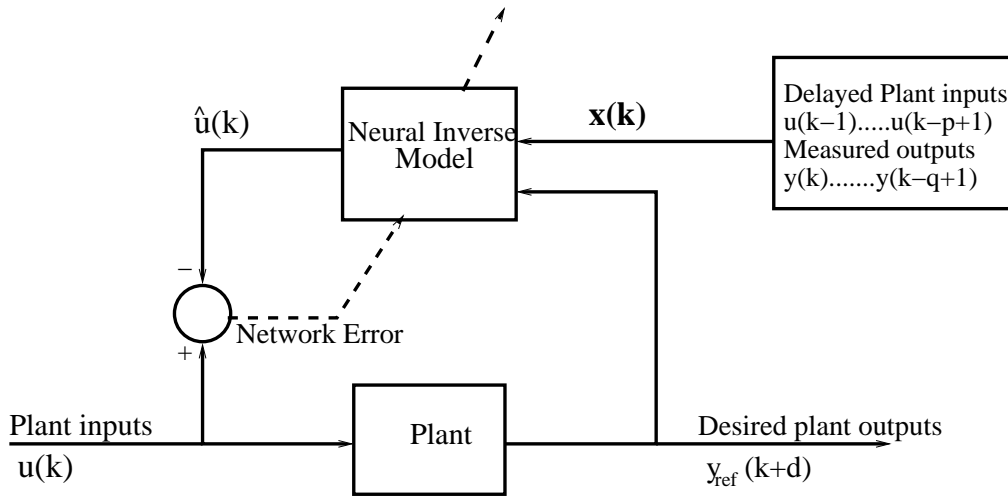 û(k)
Neural Inverse
Model
x(k)
Delayed Plant inputs
u(k−1).....u(k−p+1)
Measured outputs
y(k).......y(k−q+1)
−
+
Network Error
Plant inputs
u(k)
Plant
Desired plant outputs
y_ref (k+d)